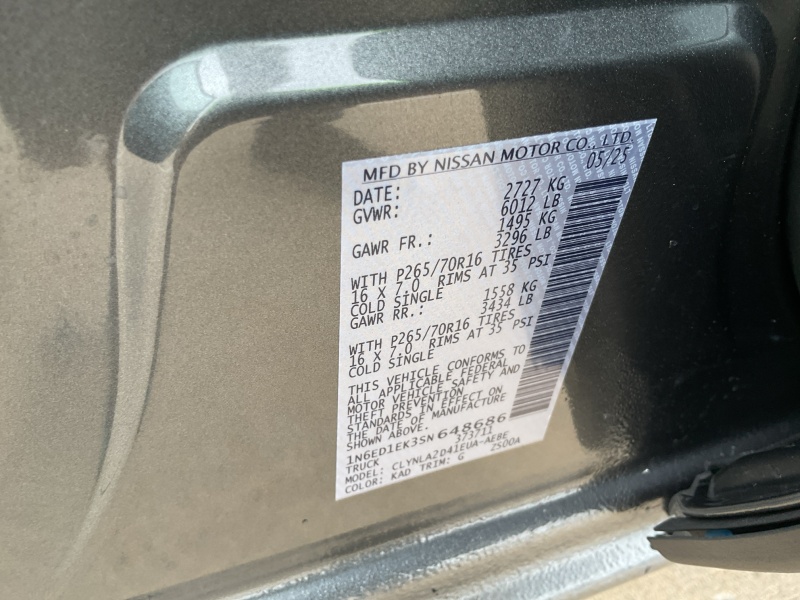 MFD BY NISSAN MOTOR CO., LTD.
DATE: 05/25
GVWR: 2727 KG
6012 LB
GAWR FR.: 1495 KG
3296 LB
WITH P265/70R16 TIRES
16 X 7.0 RIMS AT 35 PSI
COLD SINGLE
GAWR RR.: 1558 KG
3434 LB
WITH P265/70R16 TIRES
16 X 7.0 RIMS AT 35 PSI
COLD SINGLE
THIS VEHICLE CONFORMS TO
ALL APPLICABLE FEDERAL
MOTOR VEHICLE SAFETY AND
THEFT PREVENTION
STANDARDS IN EFFECT ON
THE DATE OF MANUFACTURE
SHOWN ABOVE.
1N6ED1EK3SN648686
TRUCK 373711
MODEL: CLYNLA2D41EUA-AEBE
COLOR: KAD TRIM: G 2500A